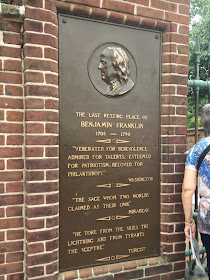 THE LAST RESTING PLACE OF
BENJAMIN FRANKLIN
1706 – 1790
"VENERATED FOR BENEVOLENCE,
ADMIRED FOR TALENTS, ESTEEMED
FOR PATRIOTISM, BELOVED FOR
PHILANTHROPY."
WASHINGTON
"THE SAGE WHOM TWO WORLDS
CLAIMED AS THEIR OWN."
MIRABEAU
"HE TORE FROM THE SKIES THE
LIGHTNING AND FROM TYRANTS
THE SCEPTRE."
TURGOT